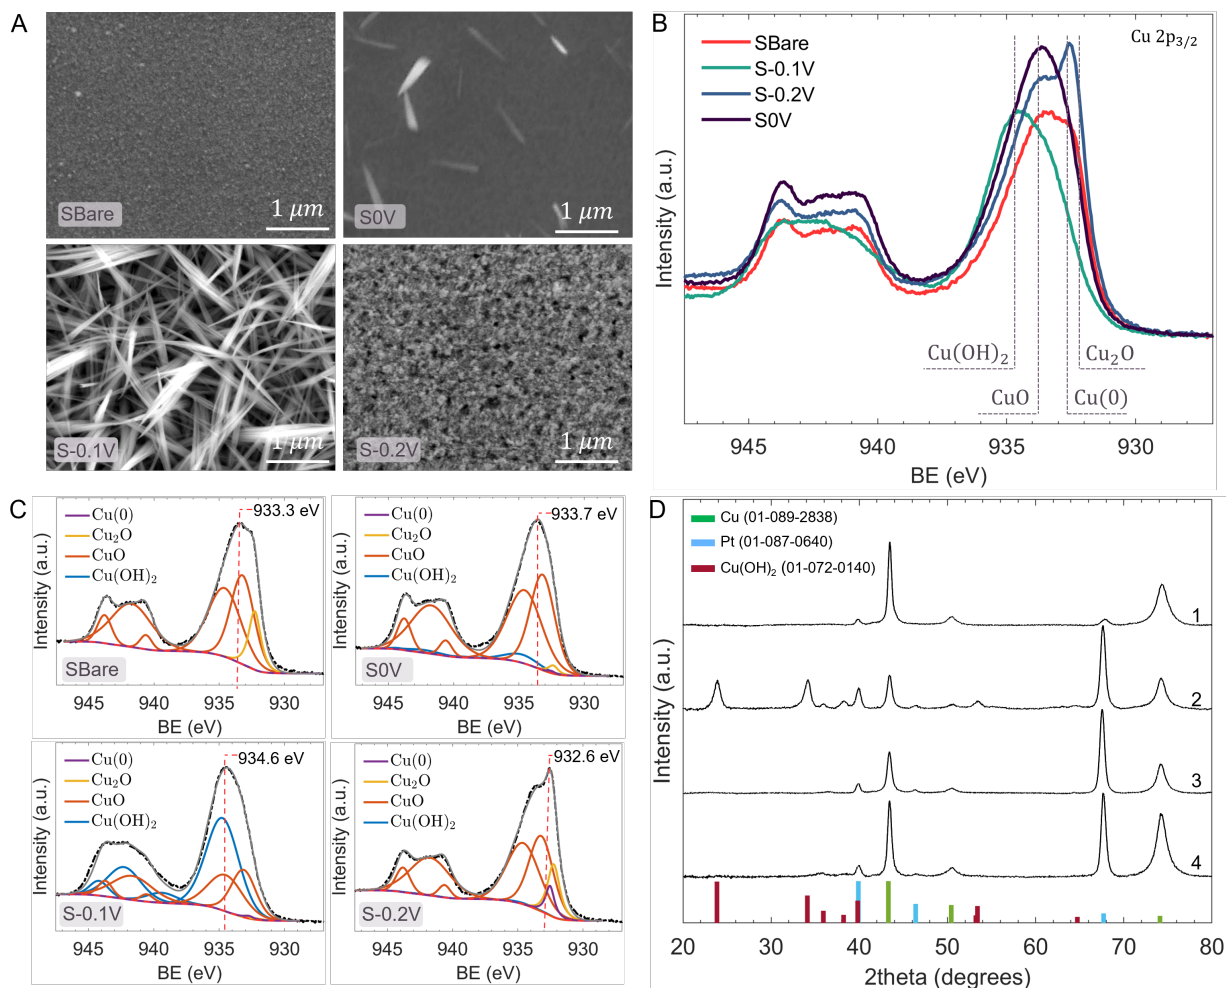 A
SBare
1 μm
S0V
1 μm
S-0.1V
1 μm
S-0.2V
1 μm
B
SBare
S-0.1V
S-0.2V
S0V
Cu 2p3/2
Intensity (a.u.)
Cu(OH)2
Cu2O
CuO
Cu(0)
945
940
935
930
BE (eV)
C
Cu(0)
Cu2O
CuO
Cu(OH)2
933.3 eV
Intensity (a.u.)
SBare
945
940
935
930
BE (eV)
Cu(0)
Cu2O
CuO
Cu(OH)2
933.7 eV
Intensity (a.u.)
S0V
945
940
935
930
BE (eV)
Cu(0)
Cu2O
CuO
Cu(OH)2
934.6 eV
Intensity (a.u.)
S-0.1V
945
940
935
930
BE (eV)
Cu(0)
Cu2O
CuO
Cu(OH)2
932.6 eV
Intensity (a.u.)
S-0.2V
945
940
935
930
BE (eV)
D
Cu (01-089-2838)
Pt (01-087-0640)
Cu(OH)2 (01-072-0140)
1
2
3
4
Intensity (a.u.)
20
30
40
50
60
70
80
2theta (degrees)